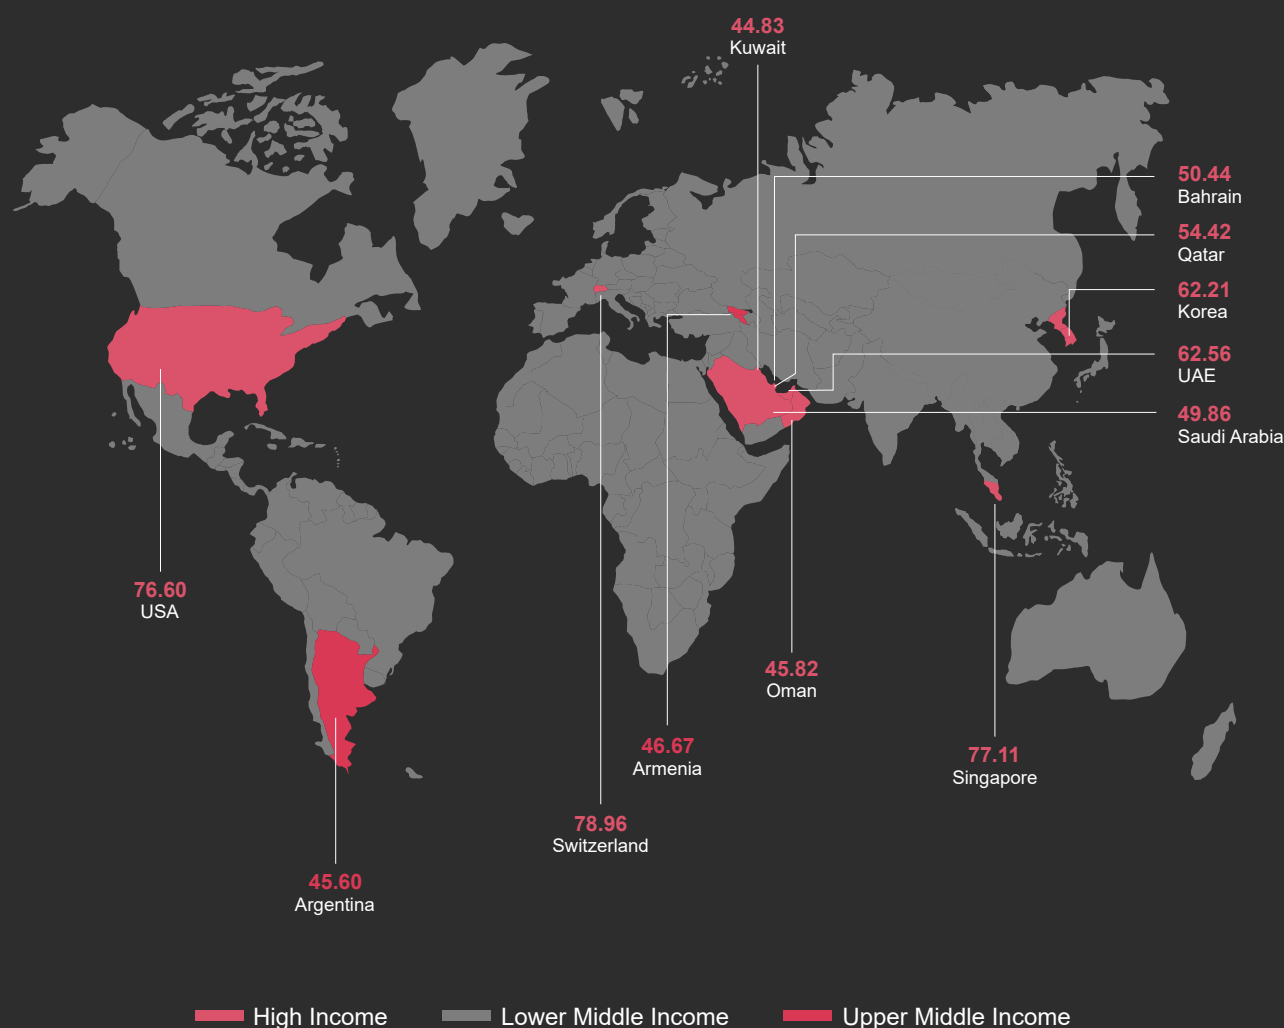 44.83
Kuwait
50.44
Bahrain
54.42
Qatar
62.21
Korea
62.56
UAE
49.86
Saudi Arabia
76.60
USA
45.82
Oman
46.67
Armenia
77.11
Singapore
78.96
Switzerland
45.60
Argentina
High Income
Lower Middle Income
Upper Middle Income